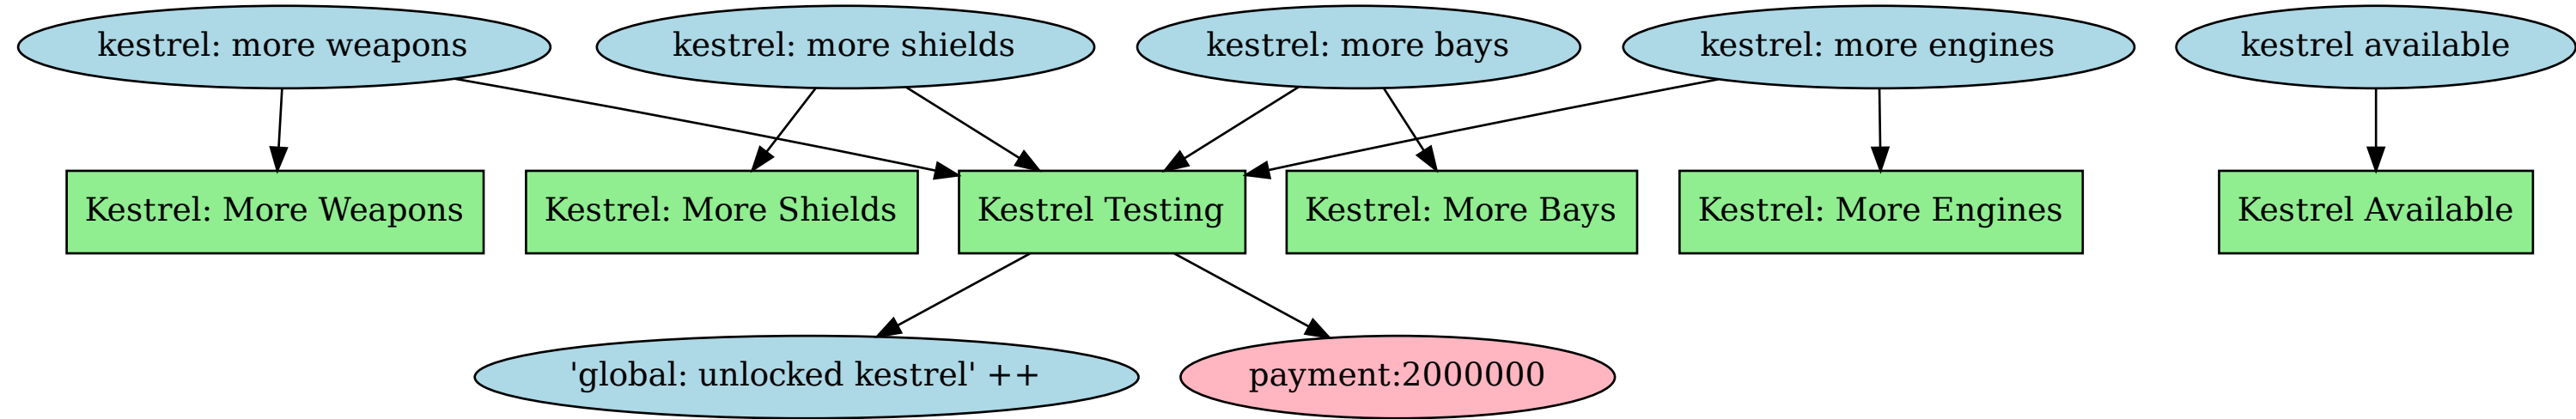 kestrel: more weapons
kestrel: more shields
kestrel: more bays
kestrel: more engines
kestrel available
Kestrel: More Weapons
Kestrel: More Shields
Kestrel Testing
Kestrel: More Bays
Kestrel: More Engines
Kestrel Available
'global: unlocked kestrel' ++
payment:2000000